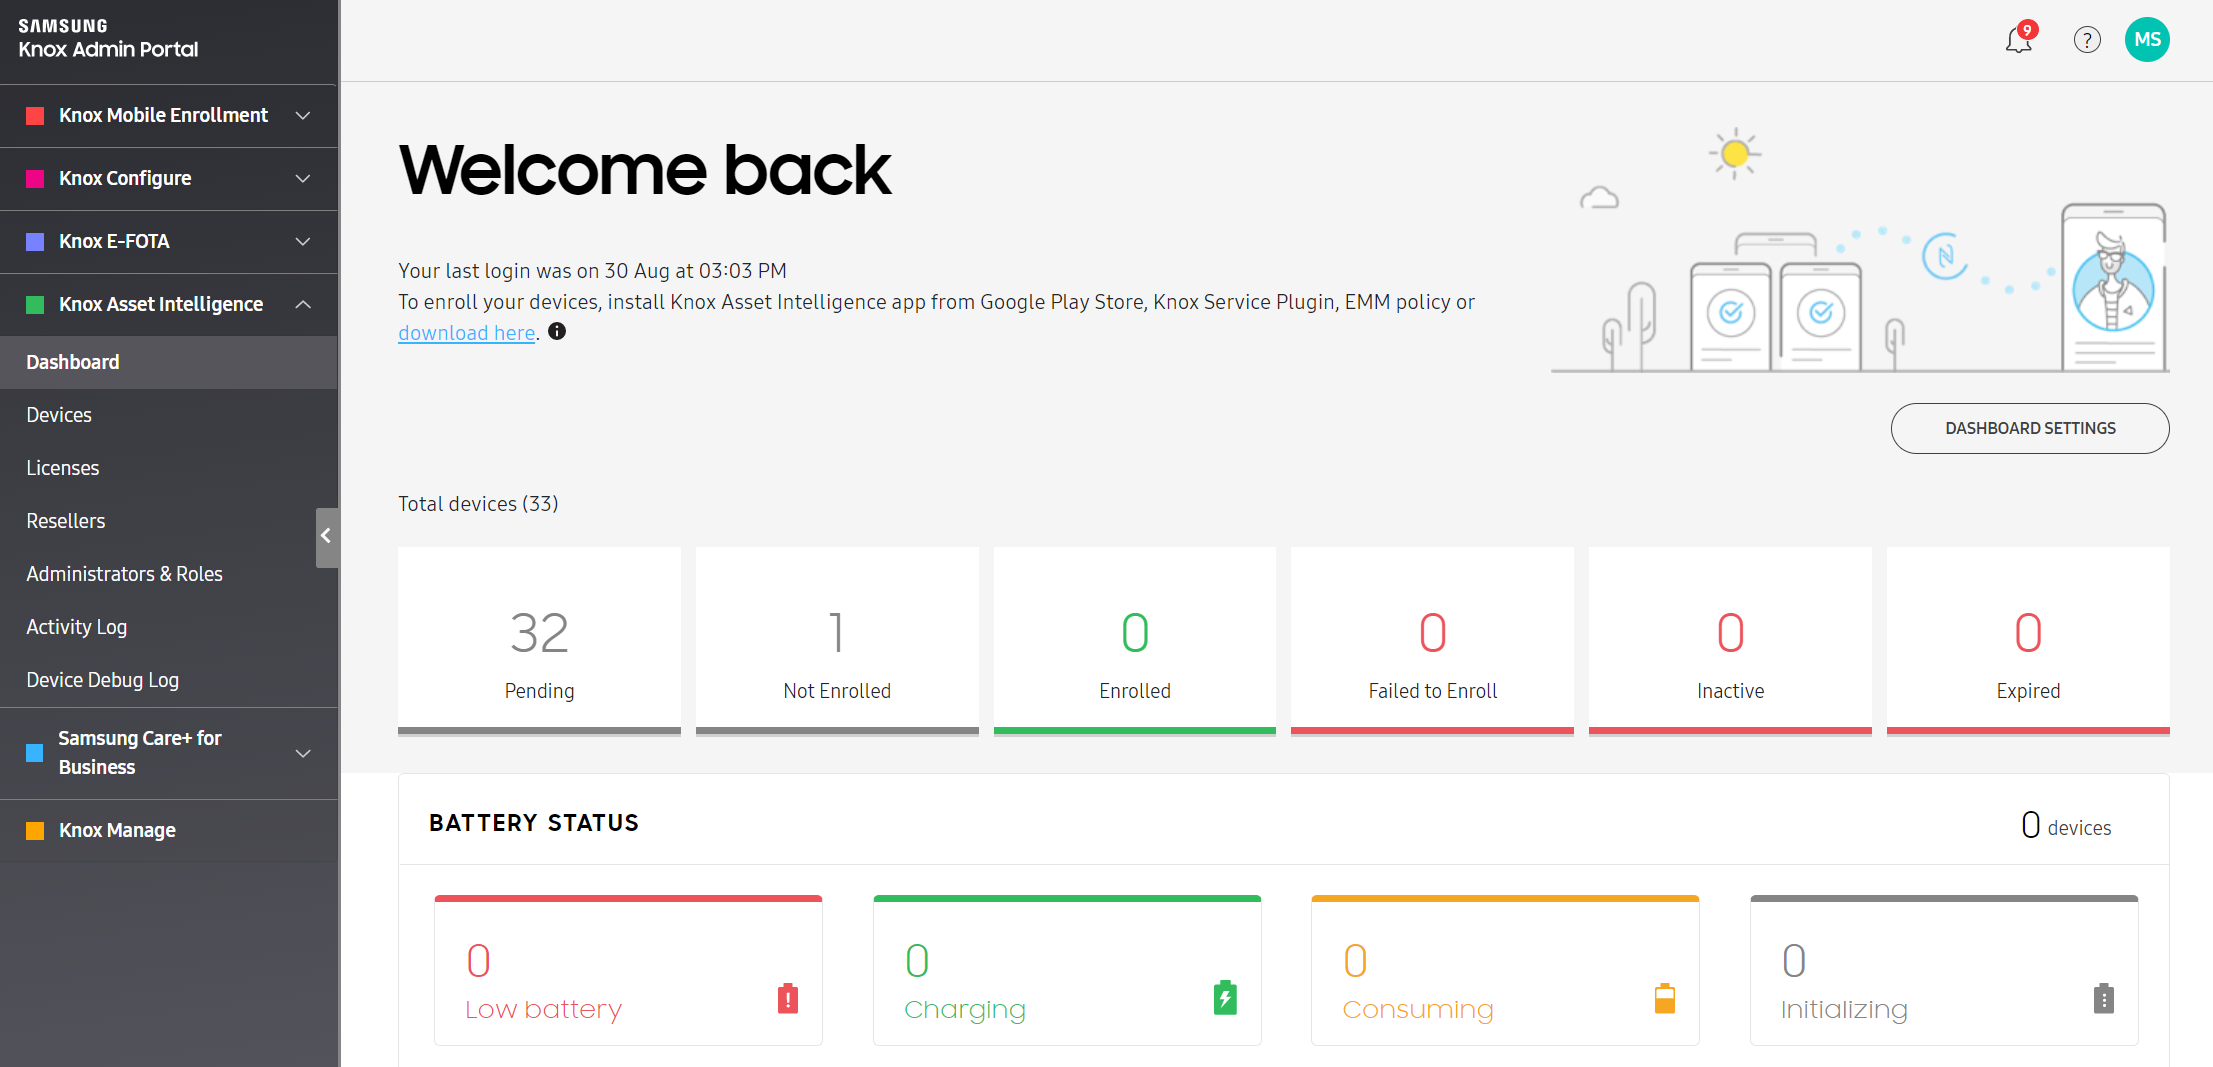 SAMSUNG
Knox Admin Portal
Knox Mobile Enrollment
Knox Configure
Knox E-FOTA
Knox Asset Intelligence
Dashboard
Devices
Licenses
Resellers
Administrators & Roles
Activity Log
Device Debug Log
Samsung Care+ for
Business
Knox Manage
9
?
MS
Welcome back
Your last login was on 30 Aug at 03:03 PM
To enroll your devices, install Knox Asset Intelligence app from Google Play Store, Knox Service Plugin, EMM policy or
download here.
DASHBOARD SETTINGS
Total devices (33)
32
Pending
1
Not Enrolled
0
Enrolled
0
Failed to Enroll
0
Inactive
0
Expired
BATTERY STATUS
0 devices
0
Low battery
0
Charging
0
Consuming
0
Initializing